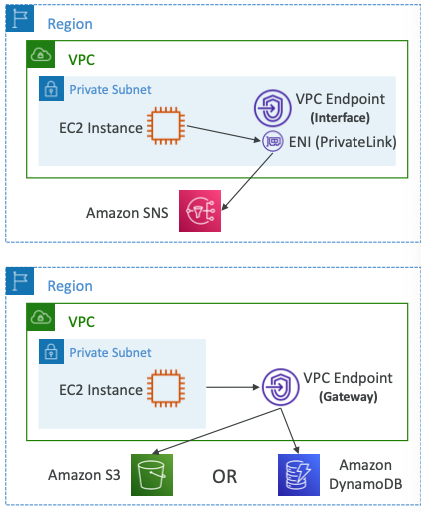 Region
VPC
Private Subnet
VPC Endpoint
(Interface)
EC2 Instance
ENI (PrivateLink)
Amazon SNS
Region
VPC
Private Subnet
EC2 Instance
VPC Endpoint
(Gateway)
Amazon S3
OR
Amazon
DynamoDB